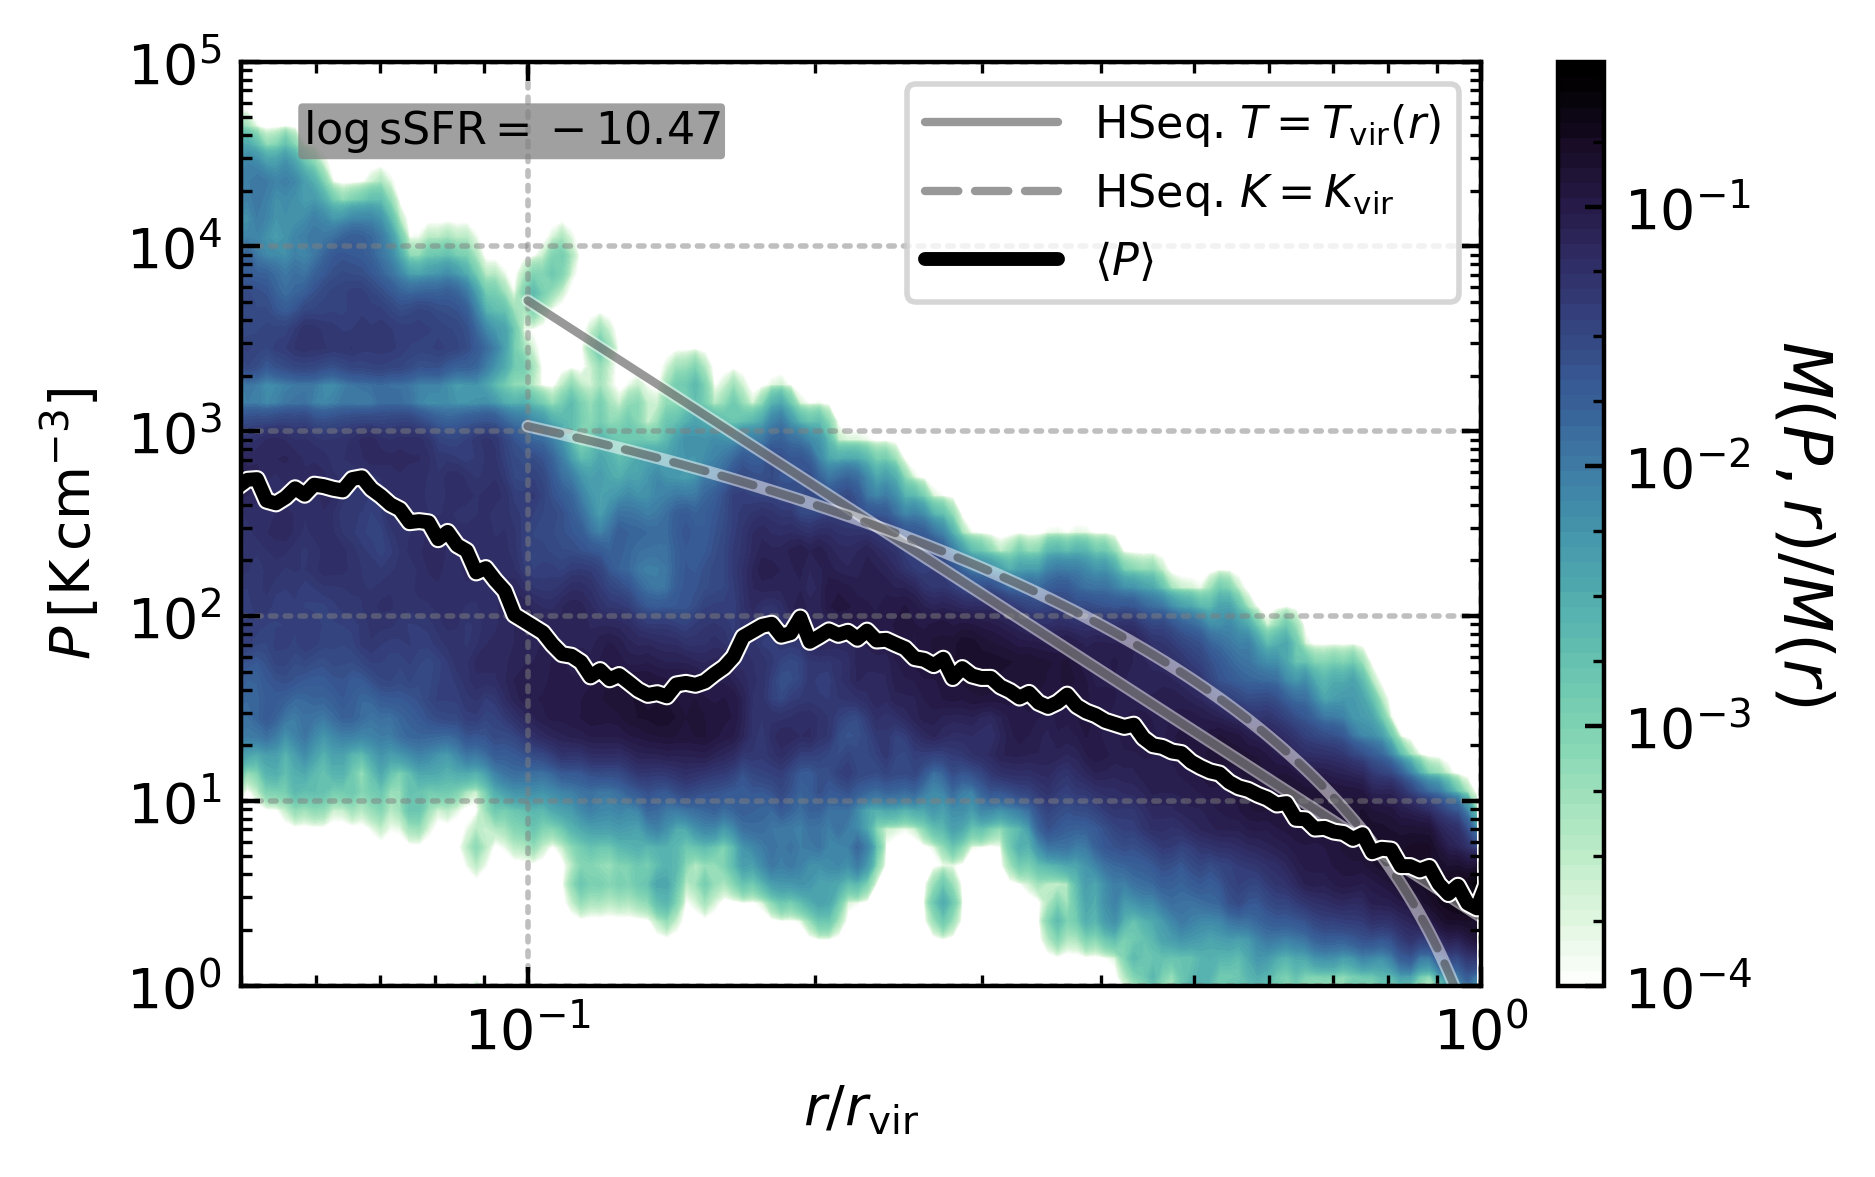 log sSFR = − 10.47
HSeq. T = T_vir(r)
HSeq. K = K_vir
⟨P⟩
10^5
10^4
10^3
10^2
10^1
10^0
P [K cm^−3]
10^−1
10^0
r/r_vir
10^−1
10^−2
10^−3
10^−4
M(P, r)/M(r)